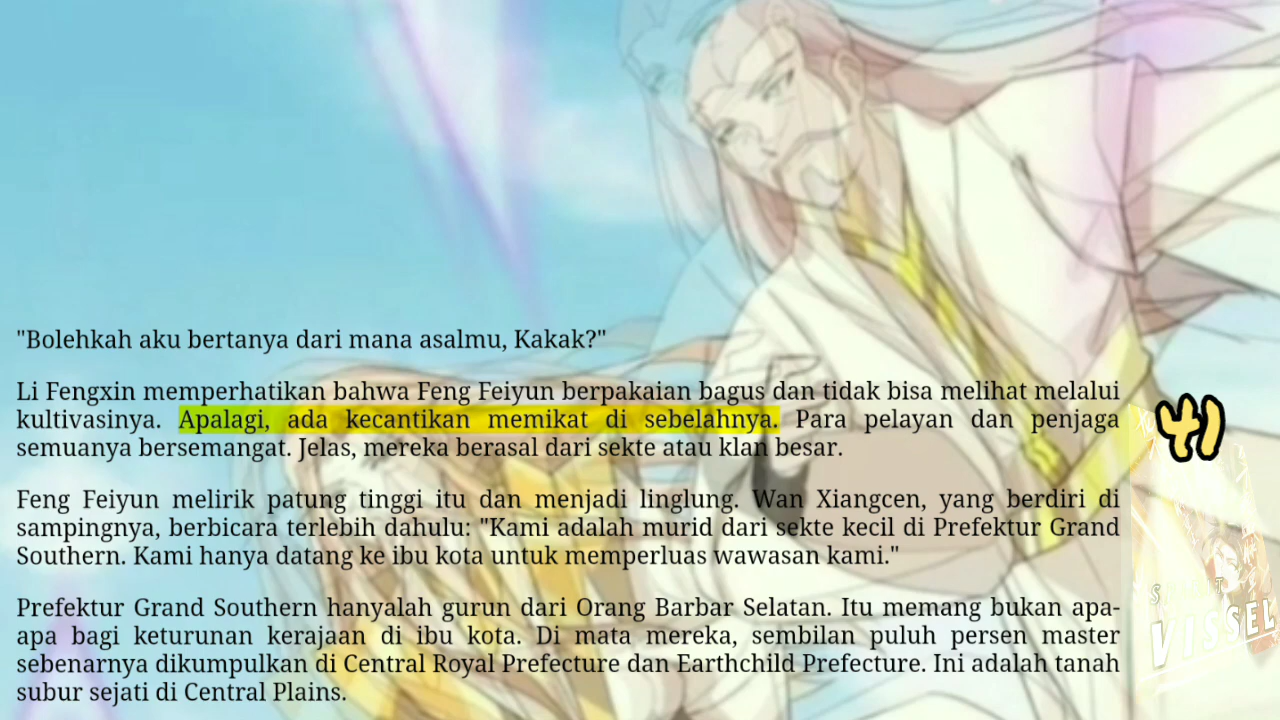 "Bolehkah aku bertanya dari mana asalmu, Kakak?"
Li Fengxin memperhatikan bahwa Feng Feiyun berpakaian bagus dan tidak bisa melihat melalui
kultivasinya. Apalagi, ada kecantikan memikat di sebelahnya. Para pelayan dan penjaga
semuanya bersemangat. Jelas, mereka berasal dari sekte atau klan besar.
Feng Feiyun melirik patung tinggi itu dan menjadi linglung. Wan Xiangcen, yang berdiri di
sampingnya, berbicara terlebih dahulu: "Kami adalah murid dari sekte kecil di Prefektur Grand
Southern. Kami hanya datang ke ibu kota untuk memperluas wawasan kami."
Prefektur Grand Southern hanyalah gurun dari Orang Barbar Selatan. Itu memang bukan apa-
apa bagi keturunan kerajaan di ibu kota. Di mata mereka, sembilan puluh persen master
sebenarnya dikumpulkan di Central Royal Prefecture dan Earthchild Prefecture. Ini adalah tanah
subur sejati di Central Plains.
41
VISSEL